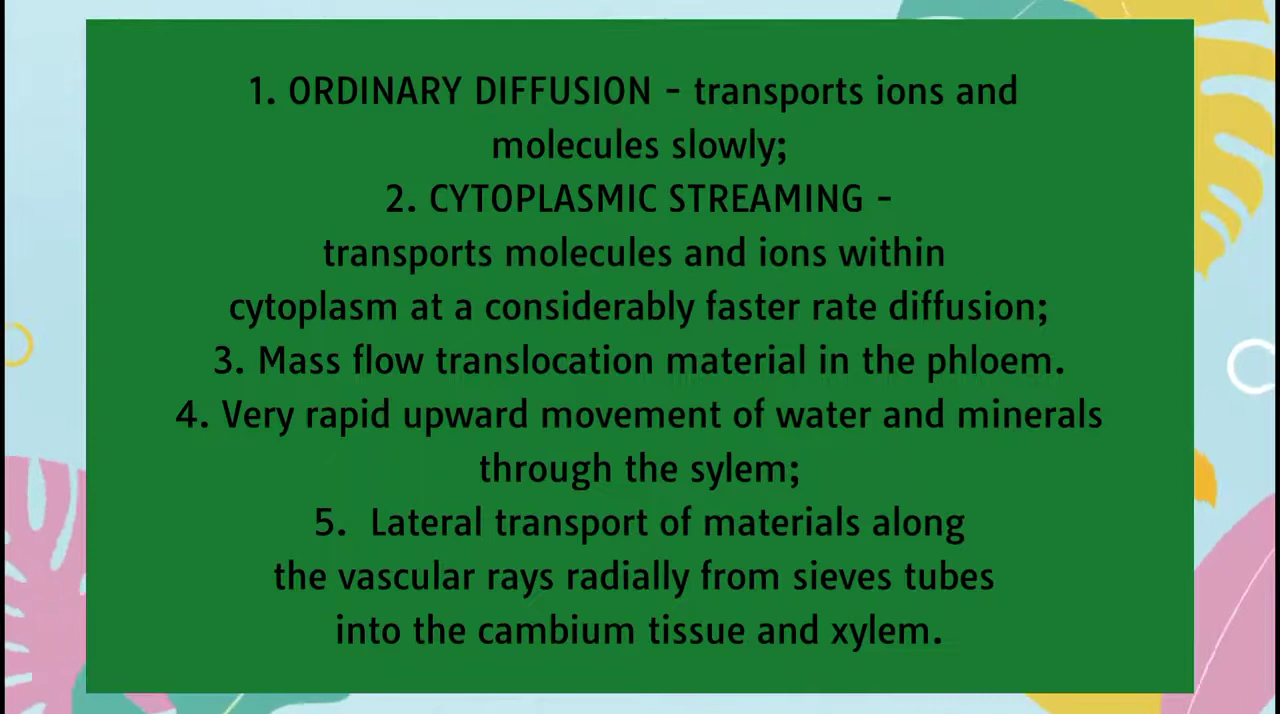 1. ORDINARY DIFFUSION - transports ions and
molecules slowly;
2. CYTOPLASMIC STREAMING -
transports molecules and ions within
cytoplasm at a considerably faster rate diffusion;
3. Mass flow translocation material in the phloem.
4. Very rapid upward movement of water and minerals
through the sylem;
5. Lateral transport of materials along
the vascular rays radially from sieves tubes
into the cambium tissue and xylem.